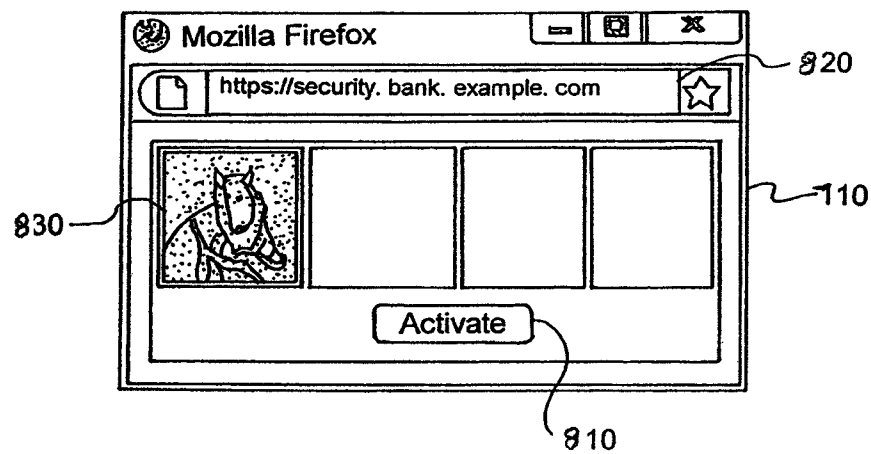 Mozilla Firefox
820
https://security. bank. example. com
110
830
Activate
810